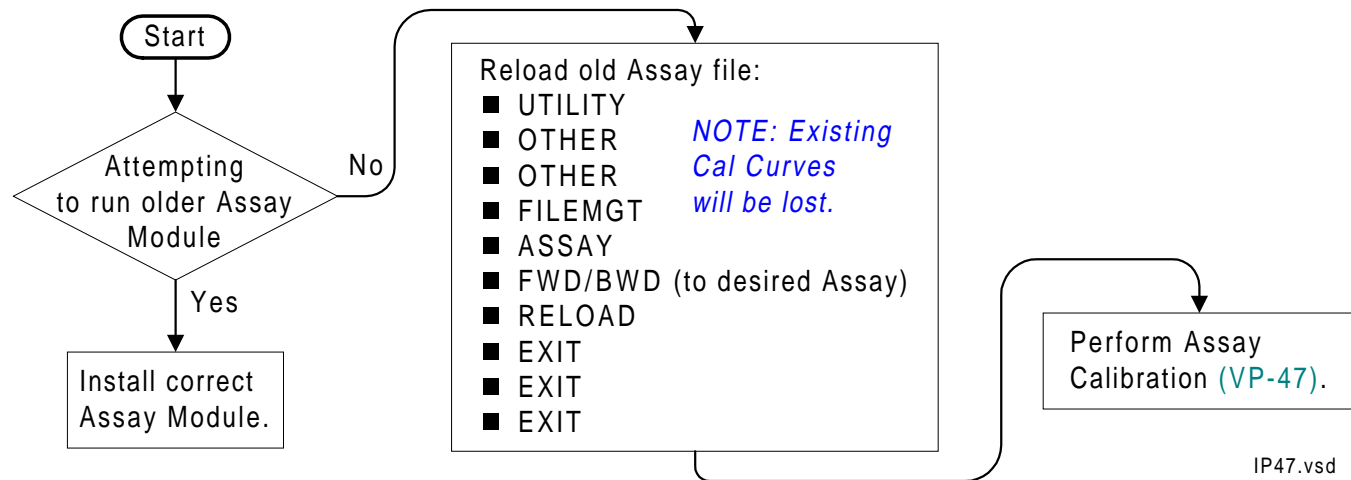 Start
Attempting
to run older Assay
Module
No
Yes
Install correct
Assay Module.
Reload old Assay file:
■ UTILITY
■ OTHER
■ OTHER
■ FILEMGT
■ ASSAY
■ FWD/BWD (to desired Assay)
■ RELOAD
■ EXIT
■ EXIT
■ EXIT
NOTE: Existing
Cal Curves
will be lost.
Perform Assay
Calibration (VP-47).
IP47.vsd